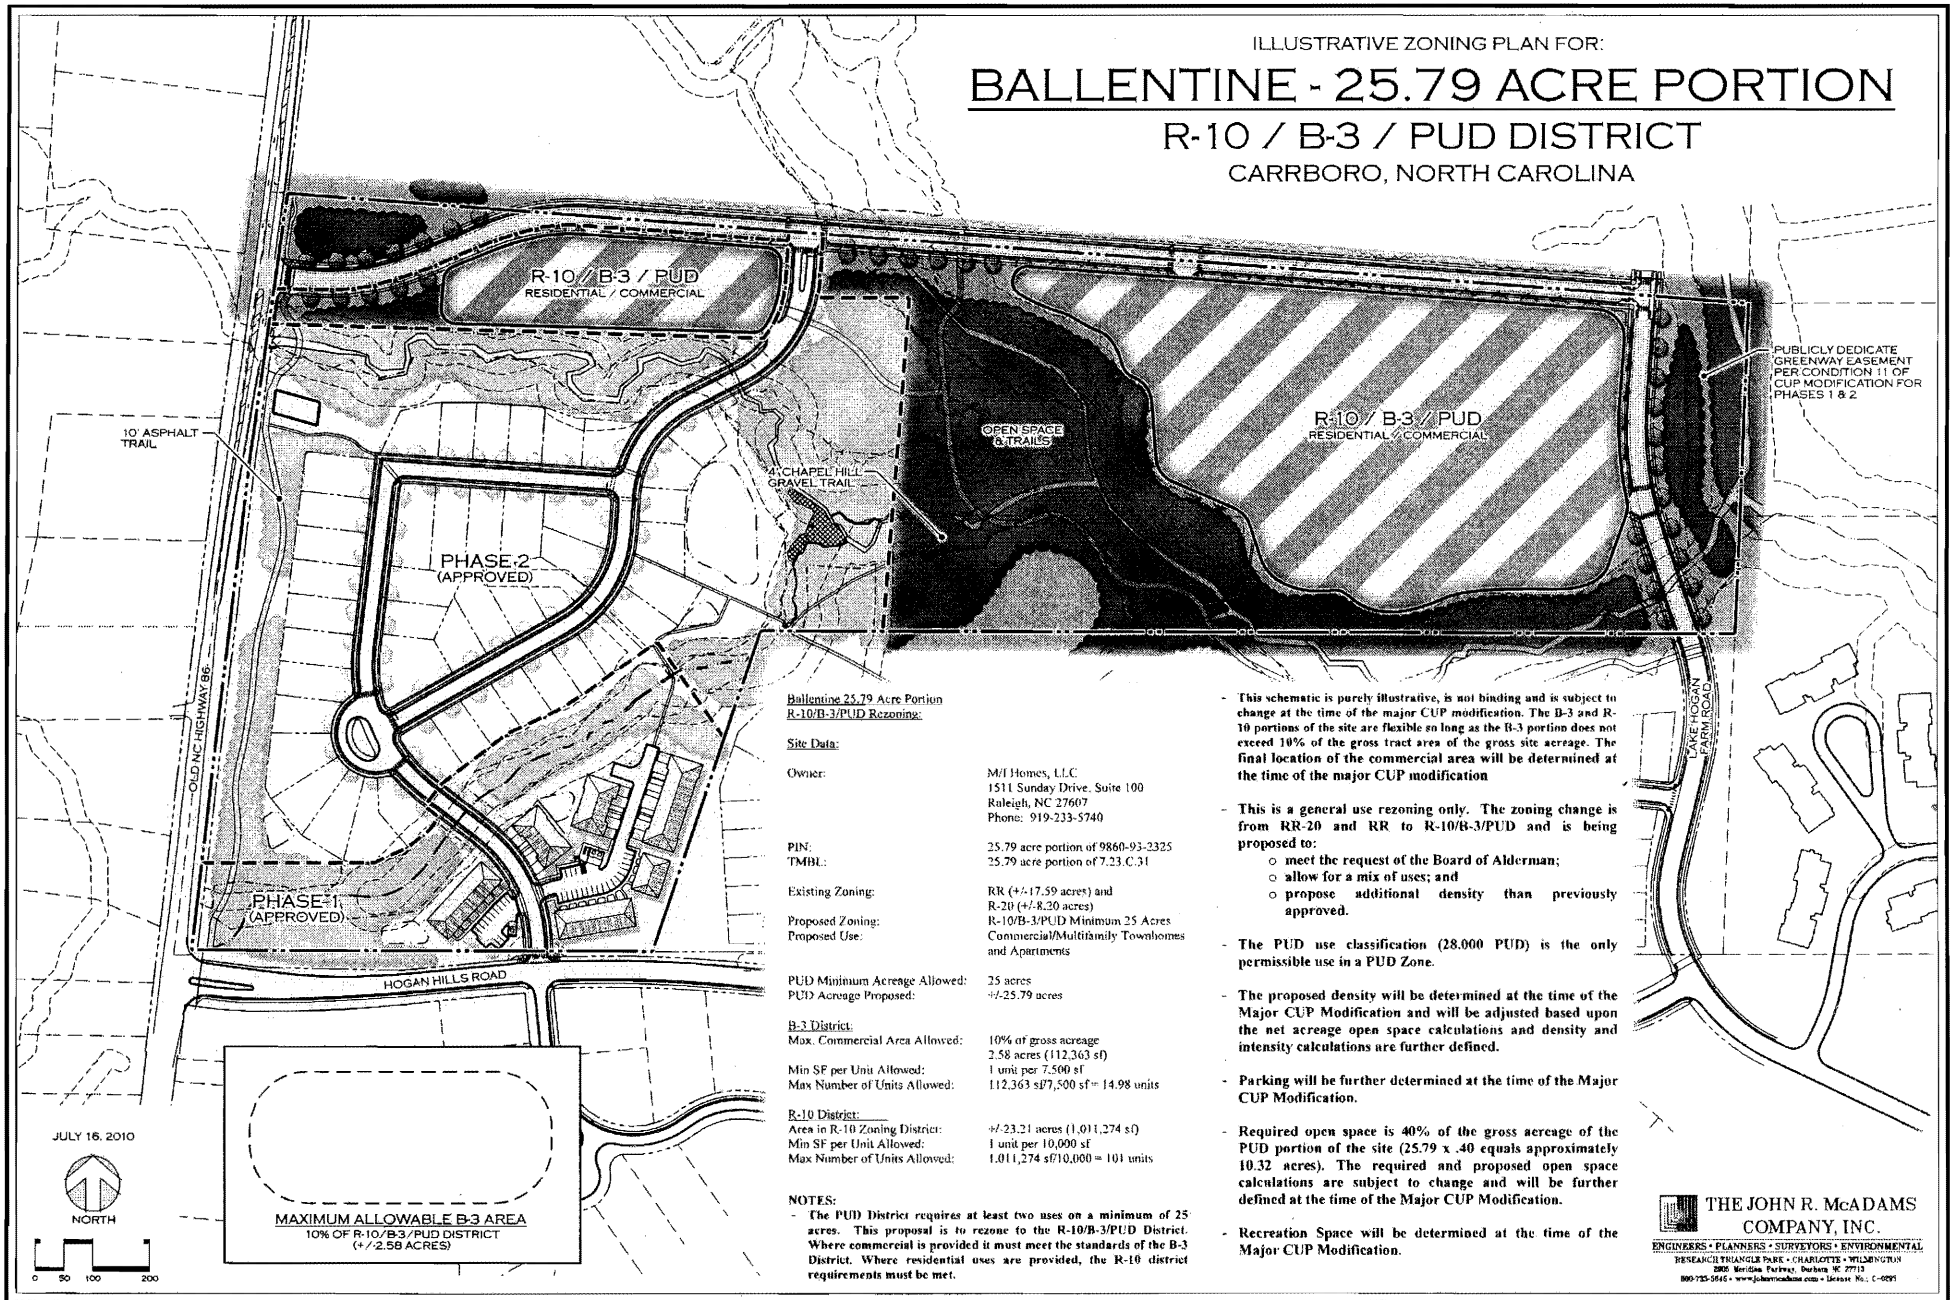 ILLUSTRATIVE ZONING PLAN FOR:
BALLENTINE - 25.79 ACRE PORTION
R-10 / B-3 / PUD DISTRICT
CARRBORO, NORTH CAROLINA
R-10 / B-3 / PUD
RESIDENTIAL / COMMERCIAL
PUBLICLY DEDICATE
GREENWAY EASEMENT
PER CONDITION 11 OF
CUP MODIFICATION FOR
PHASES 1 & 2
R-10 / B-3 / PUD
RESIDENTIAL / COMMERCIAL
OPEN SPACE
& TRAILS
10' ASPHALT
TRAIL
4' CHAPEL HILL
GRAVEL TRAIL
PHASE-2
(APPROVED)
OLD NC HIGHWAY 86
LAKE HOGAN
FARM ROAD
PHASE-1
(APPROVED)
HOGAN HILLS ROAD
Ballentine 25.79 Acre Portion
R-10/B-3/PUD Rezoning:
Site Data:
Owner: M/I Homes, LLC
1511 Sunday Drive, Suite 100
Raleigh, NC 27607
Phone: 919-233-5740
PIN: 25.79 acre portion of 9860-93-2325
TMBL: 25.79 acre portion of 7.23.C.31
Existing Zoning: RR (+/-17.59 acres) and
R-20 (+/-8.20 acres)
Proposed Zoning: R-10/B-3/PUD Minimum 25 Acres
Proposed Use: Commercial/Multifamily Townhomes
and Apartments
PUD Minimum Acreage Allowed: 25 acres
PUD Acreage Proposed: +/-25.79 acres
B-3 District:
Max. Commercial Area Allowed: 10% of gross acreage
2.58 acres (112,363 sf)
Min SF per Unit Allowed: 1 unit per 7,500 sf
Max Number of Units Allowed: 112,363 sf/7,500 sf = 14.98 units
R-10 District:
Area in R-10 Zoning District: +/-23.21 acres (1,011,274 sf)
Min SF per Unit Allowed: 1 unit per 10,000 sf
Max Number of Units Allowed: 1,011,274 sf/10,000 = 101 units
NOTES:
- The PUD District requires at least two uses on a minimum of 25
acres. This proposal is to rezone to the R-10/B-3/PUD District.
Where commercial is provided it must meet the standards of the B-3
District. Where residential uses are provided, the R-10 district
requirements must be met.
- This schematic is purely illustrative, is not binding and is subject to
change at the time of the major CUP modification. The B-3 and R-
10 portions of the site are flexible so long as the B-3 portion does not
exceed 10% of the gross tract area of the gross site acreage. The
final location of the commercial area will be determined at
the time of the major CUP modification
- This is a general use rezoning only. The zoning change is
from RR-20 and RR to R-10/B-3/PUD and is being
proposed to:
o meet the request of the Board of Alderman;
o allow for a mix of uses; and
o propose additional density than previously
approved.
- The PUD use classification (28.000 PUD) is the only
permissible use in a PUD Zone.
- The proposed density will be determined at the time of the
Major CUP Modification and will be adjusted based upon
the net acreage open space calculations and density and
intensity calculations are further defined.
- Parking will be further determined at the time of the Major
CUP Modification.
- Required open space is 40% of the gross acreage of the
PUD portion of the site (25.79 x .40 equals approximately
10.32 acres). The required and proposed open space
calculations are subject to change and will be further
defined at the time of the Major CUP Modification.
- Recreation Space will be determined at the time of the
Major CUP Modification.
MAXIMUM ALLOWABLE B-3 AREA
10% OF R-10/B-3/PUD DISTRICT
(+/-2.58 ACRES)
JULY 16, 2010
NORTH
0 50 100 200
THE JOHN R. McADAMS
COMPANY, INC.
ENGINEERS • PLANNERS • SURVEYORS • ENVIRONMENTAL
RESEARCH TRIANGLE PARK • CHARLOTTE • WILMINGTON
2905 Meridian Parkway, Durham NC 27713
800-733-5646 • www.johnrmcadams.com • License No.: C-0293